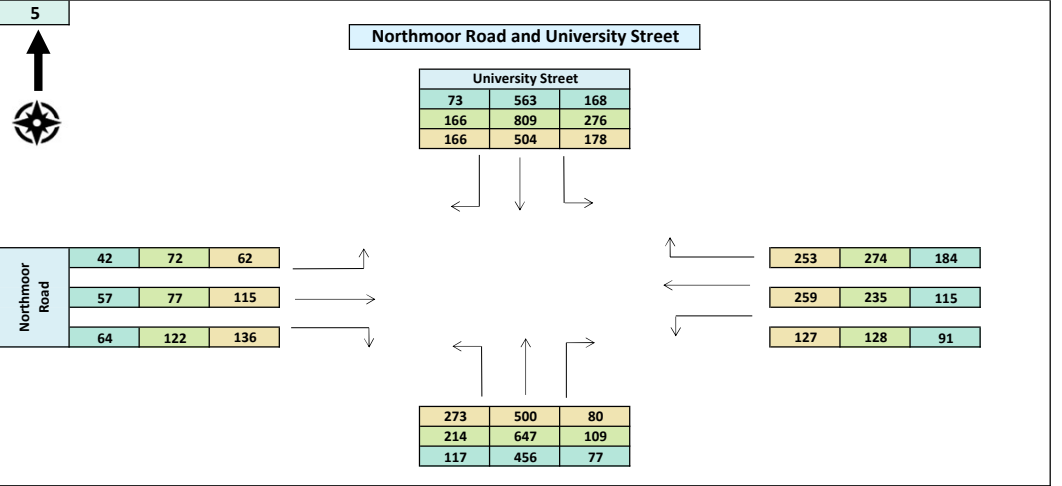 5
Northmoor Road and University Street
University Street
73 563 168
166 809 276
166 504 178
Northmoor
Road
42 72 62
57 77 115
64 122 136
253 274 184
259 235 115
127 128 91
273 500 80
214 647 109
117 456 77